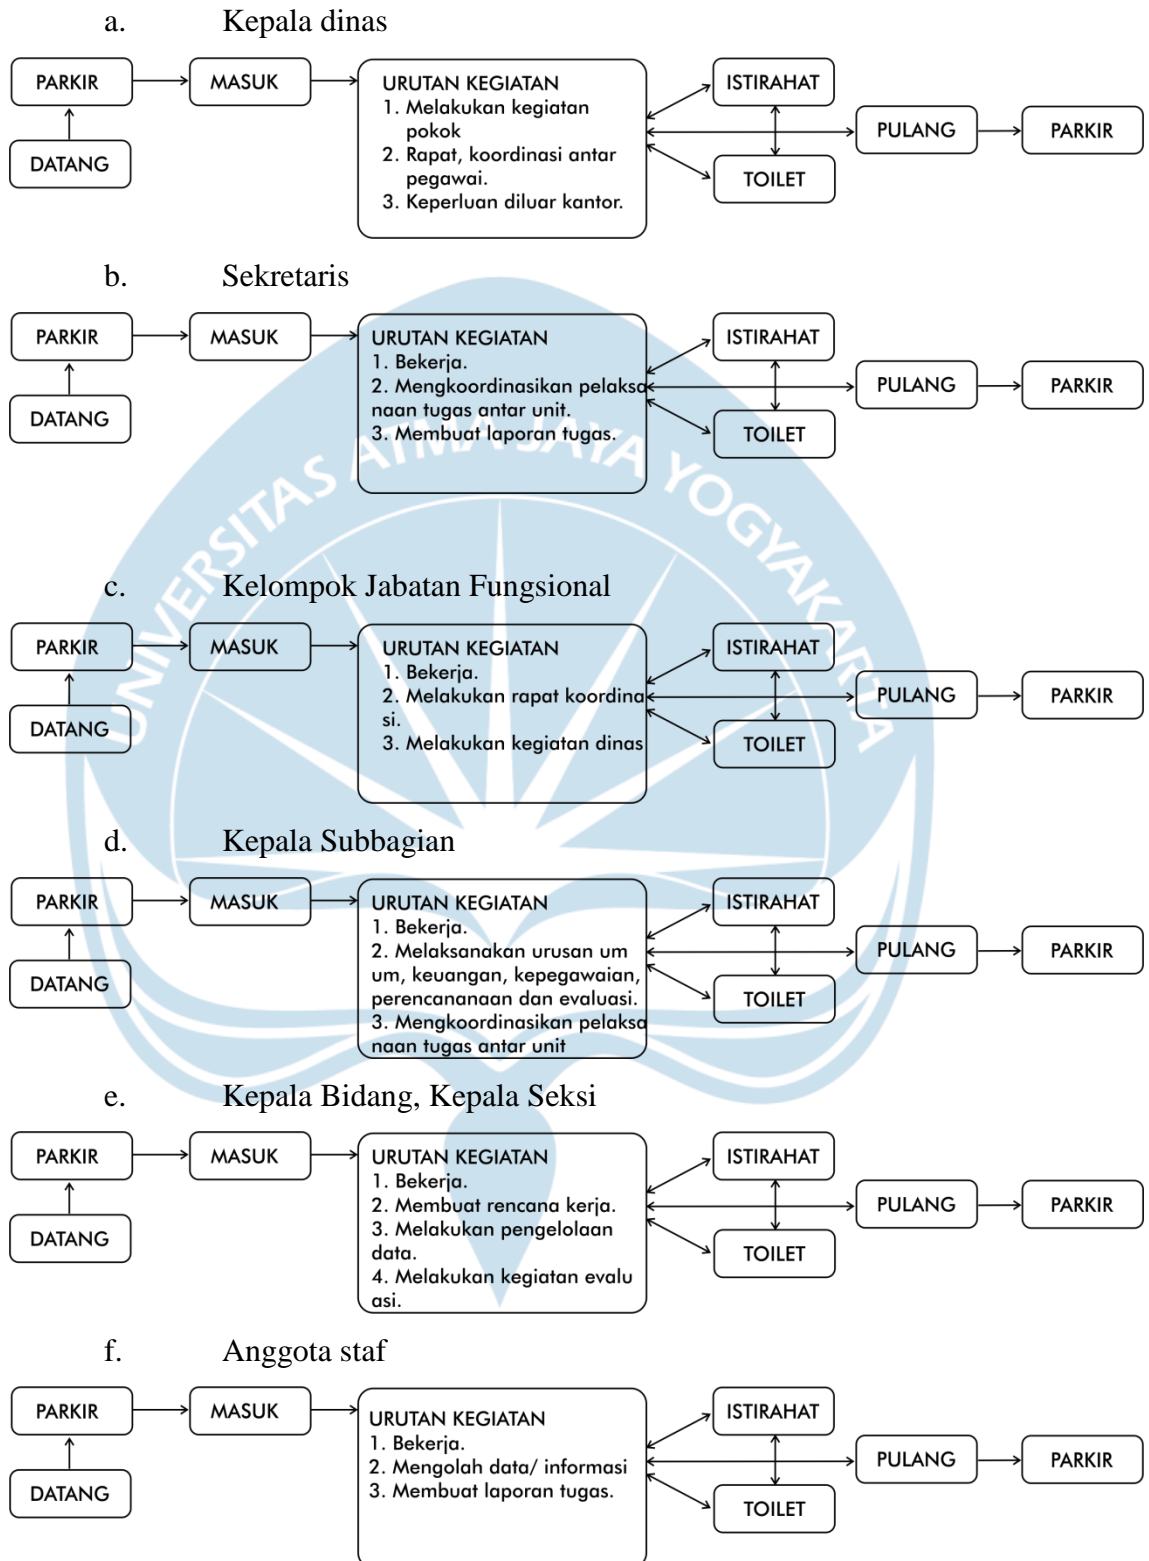 a. Kepala dinas
PARKIR MASUK
DATANG
URUTAN KEGIATAN
1. Melakukan kegiatan
pokok
2. Rapat, koordinasi antar
pegawai.
3. Keperluan diluar kantor.
ISTIRAHAT
TOILET
PULANG PARKIR
b. Sekretaris
PARKIR MASUK
DATANG
URUTAN KEGIATAN
1. Bekerja.
2. Mengkoordinasikan pelaksa
naan tugas antar unit.
3. Membuat laporan tugas.
ISTIRAHAT
TOILET
PULANG PARKIR
UNIVERSITAS ATMA JAYA YOGYAKARTA
c. Kelompok Jabatan Fungsional
PARKIR MASUK
DATANG
URUTAN KEGIATAN
1. Bekerja.
2. Melakukan rapat koordina
si.
3. Melakukan kegiatan dinas
ISTIRAHAT
TOILET
PULANG PARKIR
d. Kepala Subbagian
PARKIR MASUK
DATANG
URUTAN KEGIATAN
1. Bekerja.
2. Melaksanakan urusan um
um, keuangan, kepegawaian,
perencananaan dan evaluasi.
3. Mengkoordinasikan pelaksa
naan tugas antar unit
ISTIRAHAT
TOILET
PULANG PARKIR
e. Kepala Bidang, Kepala Seksi
PARKIR MASUK
DATANG
URUTAN KEGIATAN
1. Bekerja.
2. Membuat rencana kerja.
3. Melakukan pengelolaan
data.
4. Melakukan kegiatan evalu
asi.
ISTIRAHAT
TOILET
PULANG PARKIR
f. Anggota staf
PARKIR MASUK
DATANG
URUTAN KEGIATAN
1. Bekerja.
2. Mengolah data/ informasi
3. Membuat laporan tugas.
ISTIRAHAT
TOILET
PULANG PARKIR